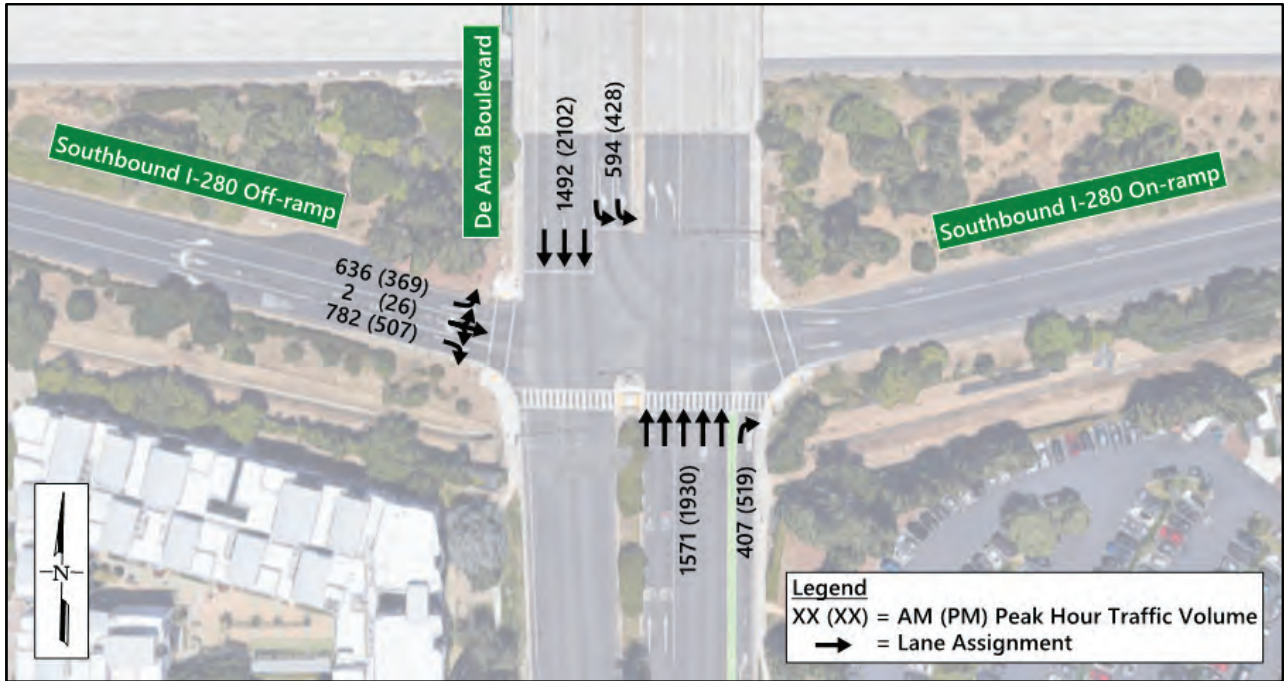 De Anza Boulevard
1492 (2102)
594 (428)
Southbound I-280 Off-ramp
Southbound I-280 On-ramp
636 (369)
2 (26)
782 (507)
1571 (1930)
407 (519)
N
Legend
XX (XX) = AM (PM) Peak Hour Traffic Volume
= Lane Assignment